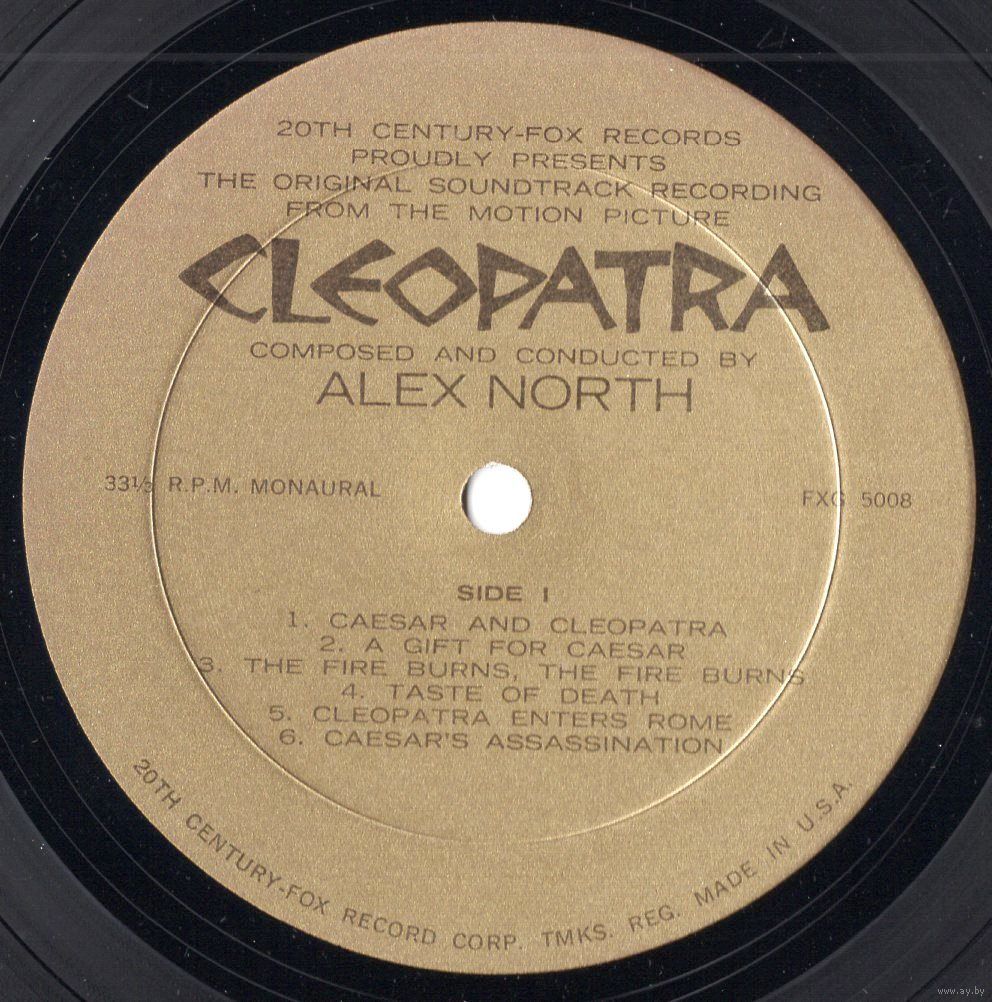 20TH CENTURY-FOX RECORDS
PROUDLY PRESENTS
THE ORIGINAL SOUNDTRACK RECORDING
FROM THE MOTION PICTURE
CLEOPATRA
COMPOSED AND CONDUCTED BY
ALEX NORTH
33⅓ R.P.M. MONAURAL
FXG 5008
SIDE I
1. CAESAR AND CLEOPATRA
2. A GIFT FOR CAESAR
3. THE FIRE BURNS, THE FIRE BURNS
4. TASTE OF DEATH
5. CLEOPATRA ENTERS ROME
6. CAESAR'S ASSASSINATION
20TH CENTURY-FOX RECORD CORP. TMKS. REG. MADE IN U.S.A.
www.ay.by